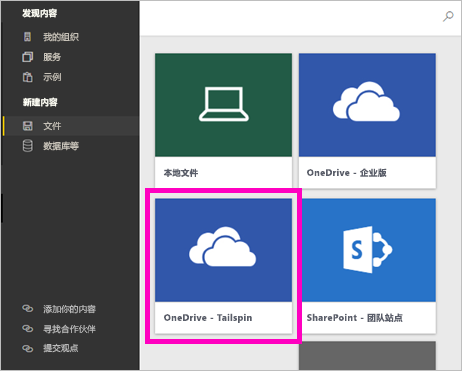 发现内容
我的组织
服务
示例
新建内容
文件
数据库等
添加你的内容
寻找合作伙伴
提交观点
本地文件
OneDrive - 企业版
OneDrive - Tailspin
S
SharePoint - 团队站点